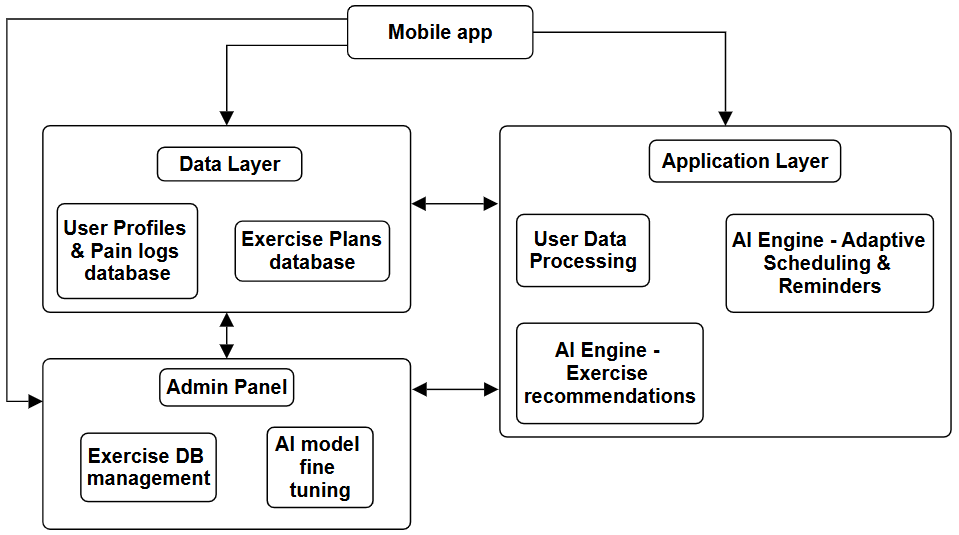 Mobile app
Data Layer
User Profiles
& Pain logs
database
Exercise Plans
database
Application Layer
User Data
Processing
AI Engine - Adaptive
Scheduling &
Reminders
AI Engine -
Exercise
recommendations
Admin Panel
Exercise DB
management
AI model
fine
tuning